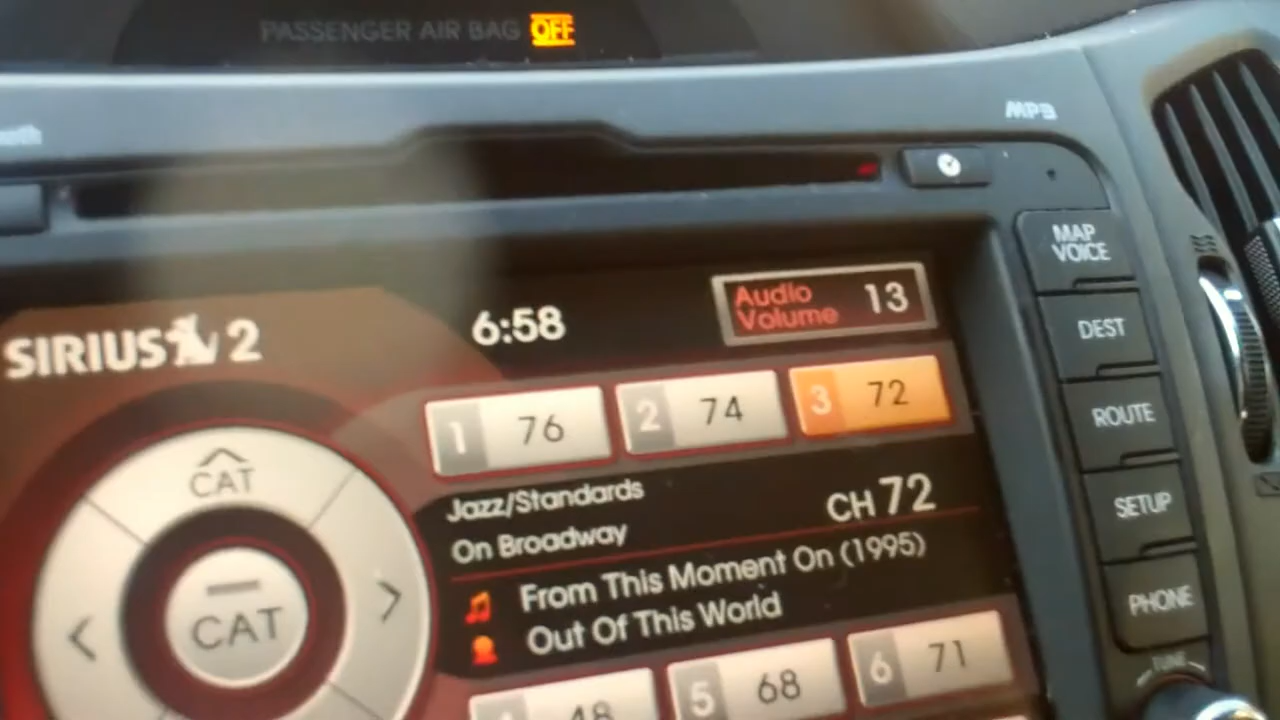 PASSENGER AIR BAG OFF
MP3
MAP
VOICE
SIRIUS 2
6:58
Audio
Volume 13
DEST
1 76
2 74
3 72
ROUTE
CAT
Jazz/Standards
CH 72
On Broadway
SETUP
From This Moment On (1995)
Out Of This World
CAT
PHONE
TUNE
48
5 68
6 71